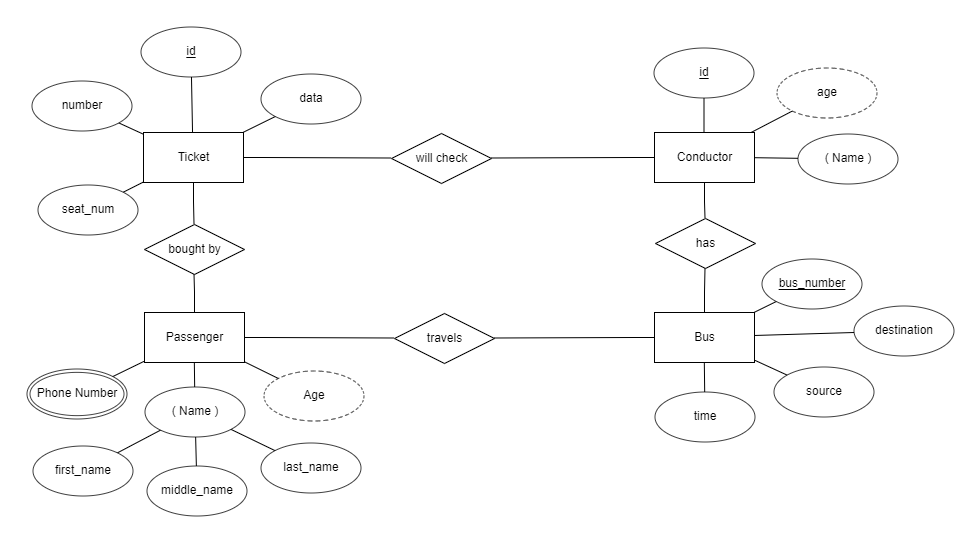 id
id
number
data
age
Ticket
will check
Conductor
( Name )
seat_num
bought by
has
bus_number
Passenger
travels
Bus
destination
Phone Number
( Name )
Age
source
time
first_name
middle_name
last_name